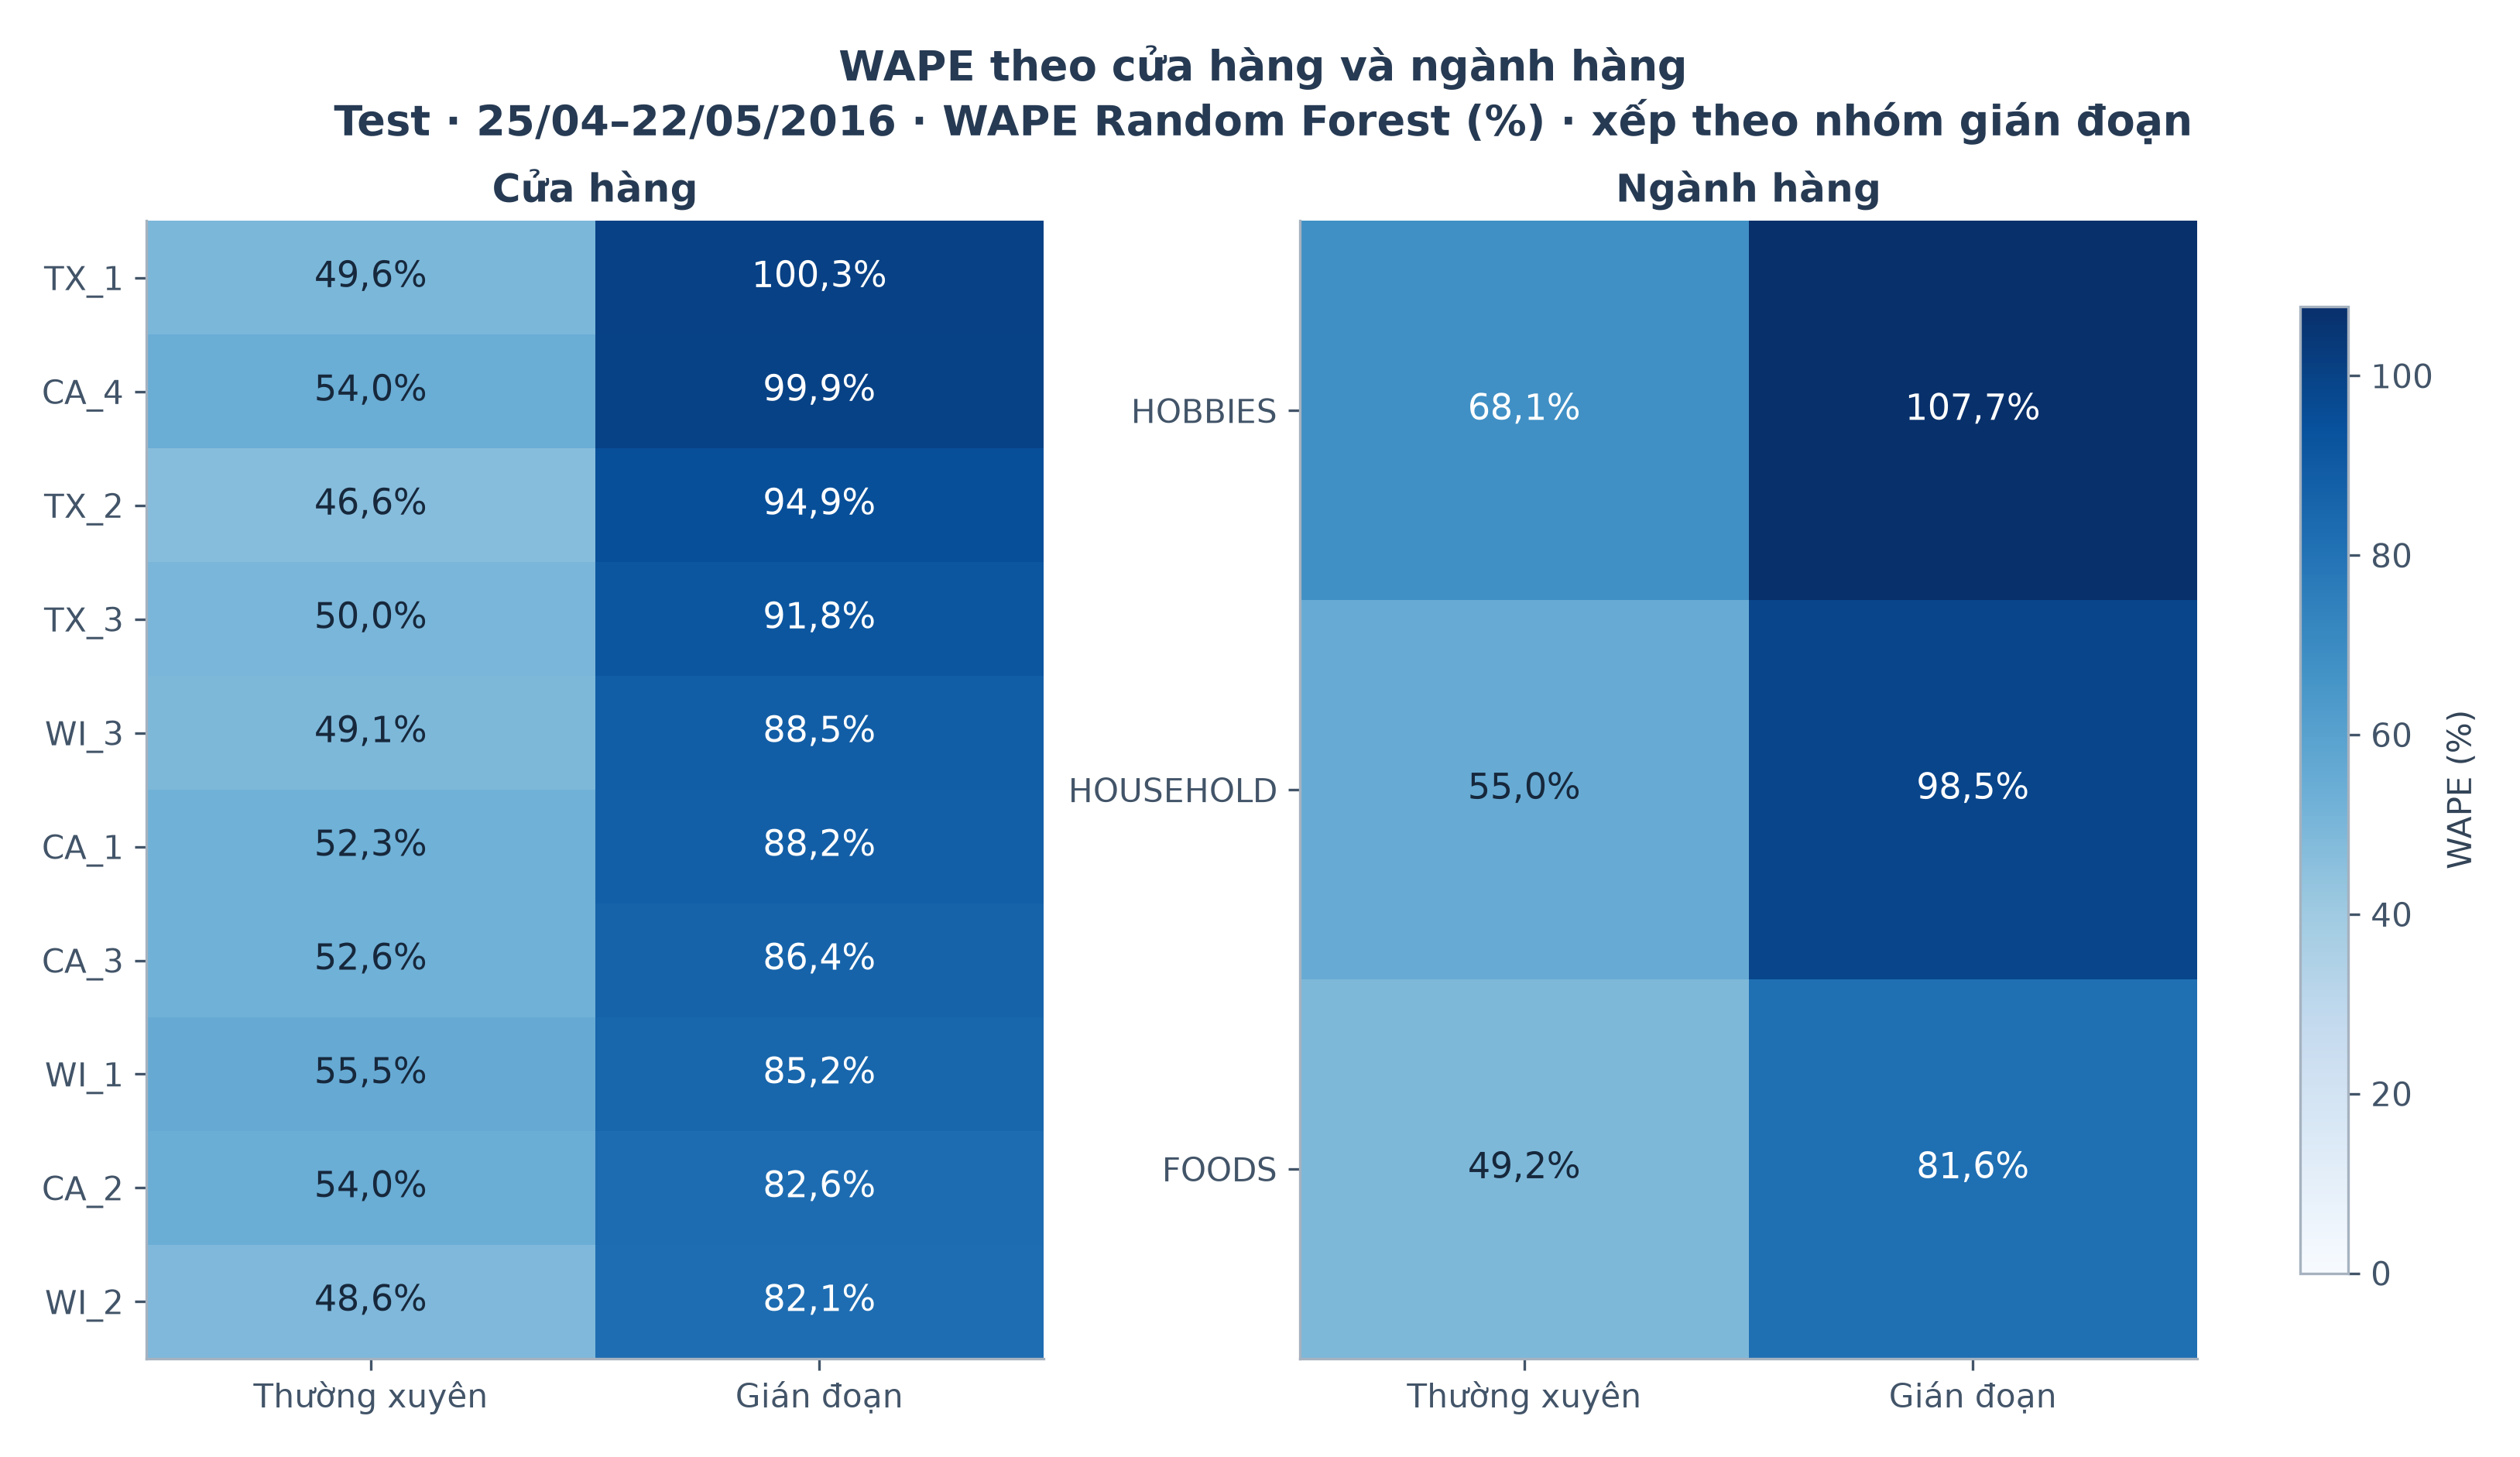 WAPE theo cửa hàng và ngành hàng
Test · 25/04–22/05/2016 · WAPE Random Forest (%) · xếp theo nhóm gián đoạn
Cửa hàng
TX_1 49,6% 100,3%
CA_4 54,0% 99,9%
TX_2 46,6% 94,9%
TX_3 50,0% 91,8%
WI_3 49,1% 88,5%
CA_1 52,3% 88,2%
CA_3 52,6% 86,4%
WI_1 55,5% 85,2%
CA_2 54,0% 82,6%
WI_2 48,6% 82,1%
Thường xuyên Gián đoạn
Ngành hàng
HOBBIES 68,1% 107,7%
HOUSEHOLD 55,0% 98,5%
FOODS 49,2% 81,6%
Thường xuyên Gián đoạn
100
80
60
40
20
0
WAPE (%)